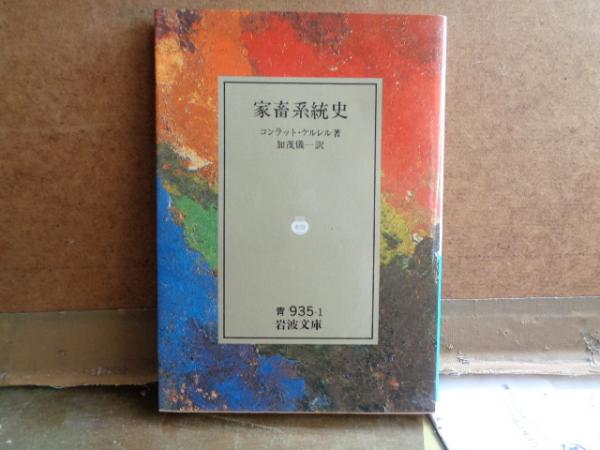 家畜系統史
コンラット・ケルレル著
加茂儀一訳
青 935-1
岩波文庫